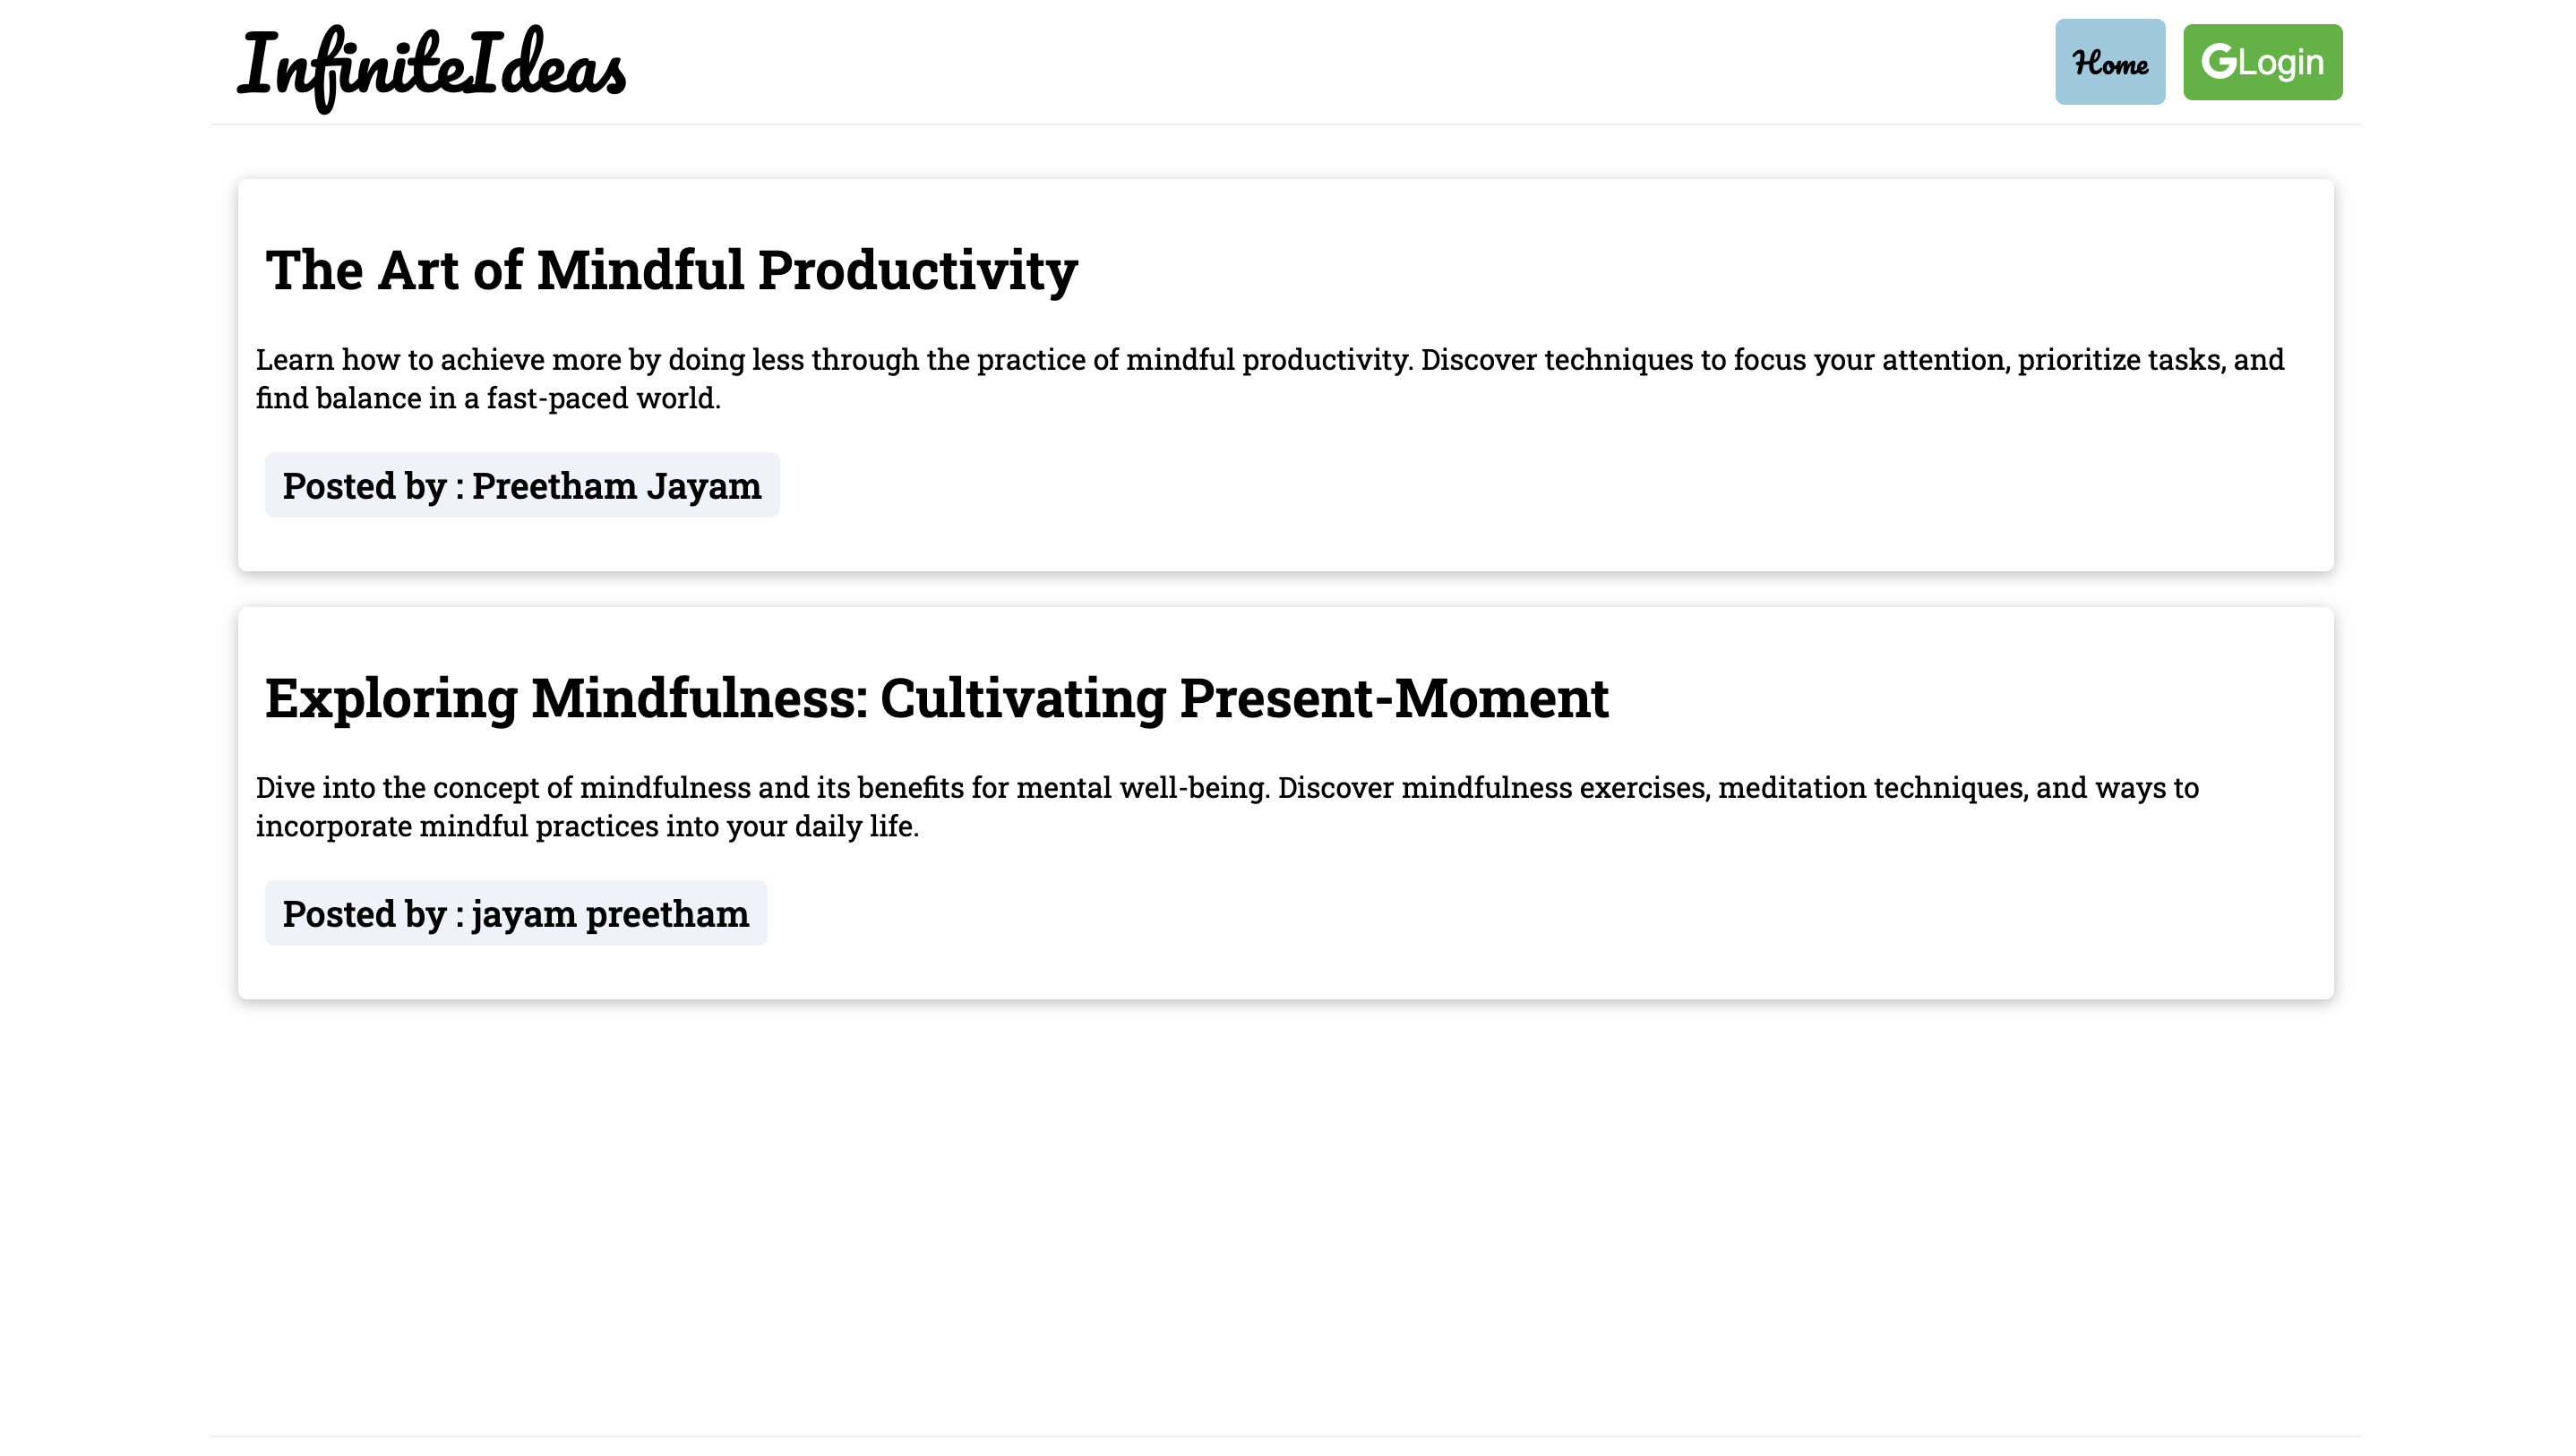 InfiniteIdeas
Home
GLogin
The Art of Mindful Productivity
Learn how to achieve more by doing less through the practice of mindful productivity. Discover techniques to focus your attention, prioritize tasks, and
find balance in a fast-paced world.
Posted by : Preetham Jayam
Exploring Mindfulness: Cultivating Present-Moment
Dive into the concept of mindfulness and its benefits for mental well-being. Discover mindfulness exercises, meditation techniques, and ways to
incorporate mindful practices into your daily life.
Posted by : jayam preetham